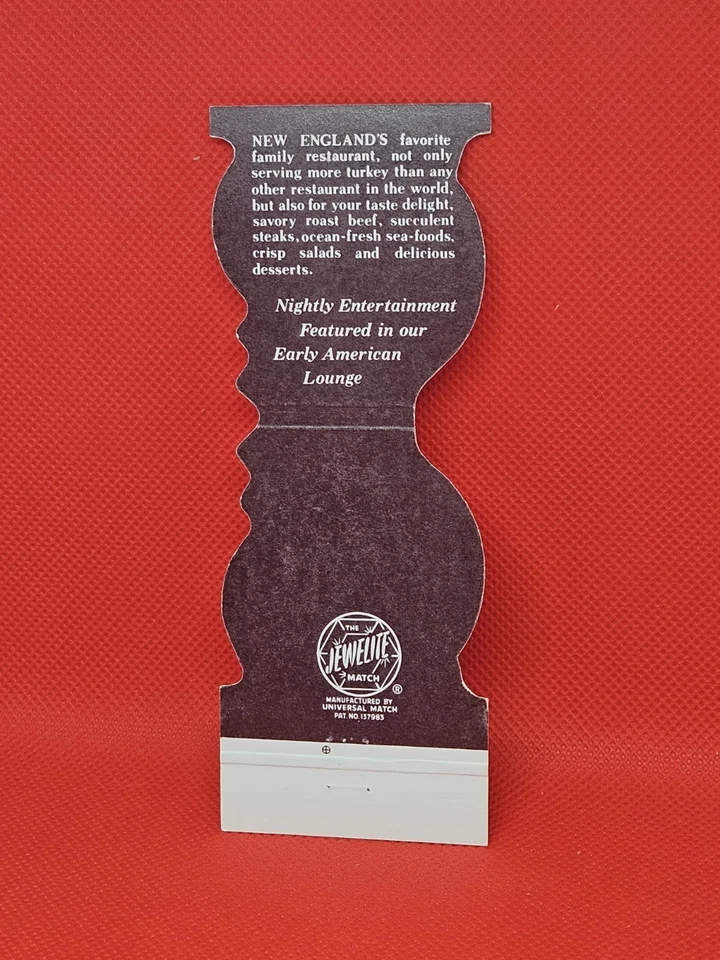 NEW ENGLAND'S favorite
family restaurant, not only
serving more turkey than any
other restaurant in the world,
but also for your taste delight,
savory roast beef, succulent
steaks, ocean-fresh sea-foods,
crisp salads and delicious
desserts.
Nightly Entertainment
Featured in our
Early American
Lounge
THE
JEWELITE
MATCH
®
MANUFACTURED BY
UNIVERSAL MATCH
PAT. NO. 137983